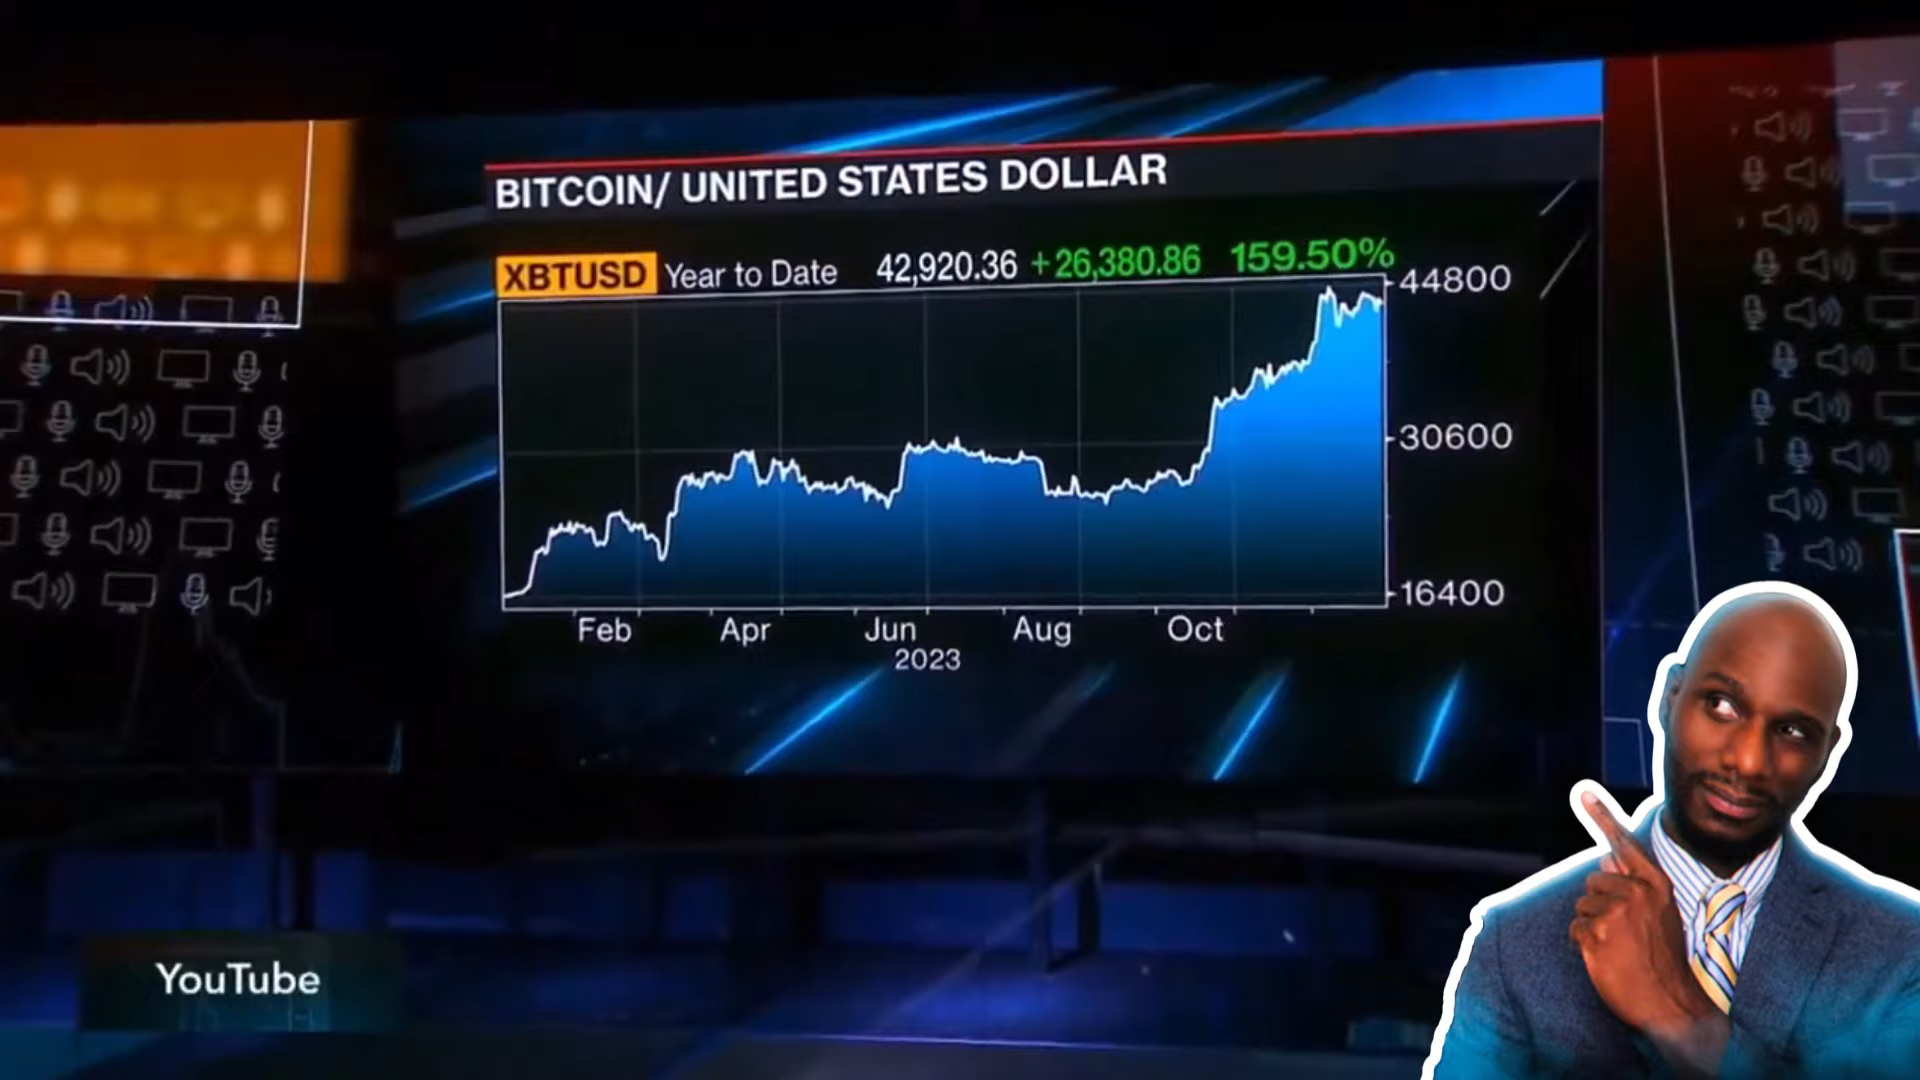 BITCOIN/ UNITED STATES DOLLAR
XBTUSD Year to Date 42,920.36 +26,380.86 159.50%
44800
30600
16400
Feb Apr Jun Aug Oct
2023
YouTube